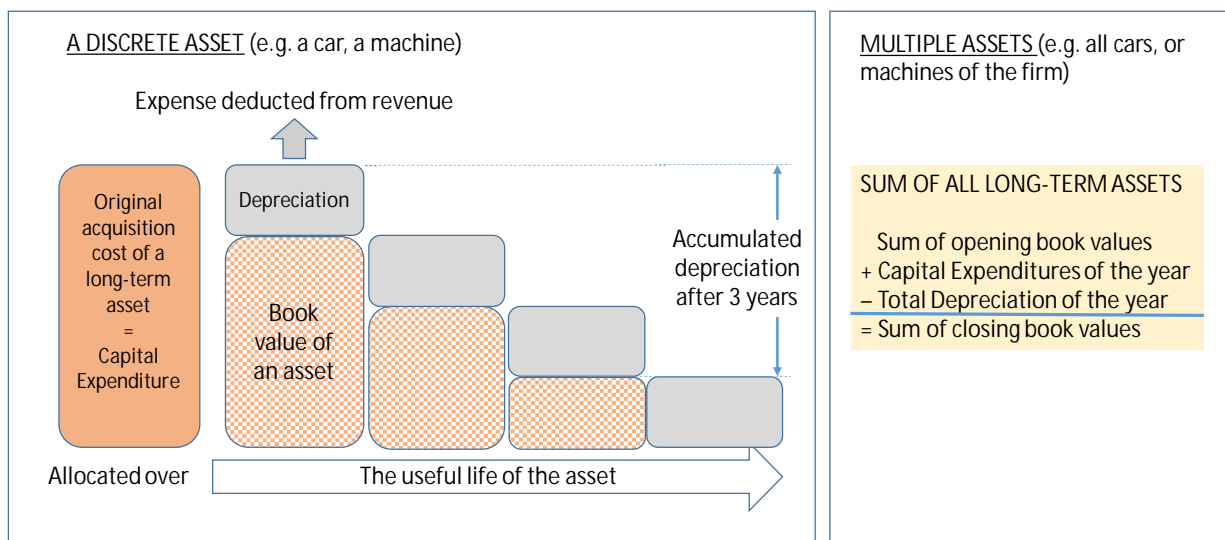 A DISCRETE ASSET (e.g. a car, a machine)
Expense deducted from revenue
Original
acquisition
cost of a
long-term
asset
=
Capital
Expenditure
Depreciation
Book
value of
an asset
Accumulated
depreciation
after 3 years
Allocated over
The useful life of the asset
MULTIPLE ASSETS (e.g. all cars, or
machines of the firm)
SUM OF ALL LONG-TERM ASSETS
Sum of opening book values
+ Capital Expenditures of the year
– Total Depreciation of the year
= Sum of closing book values